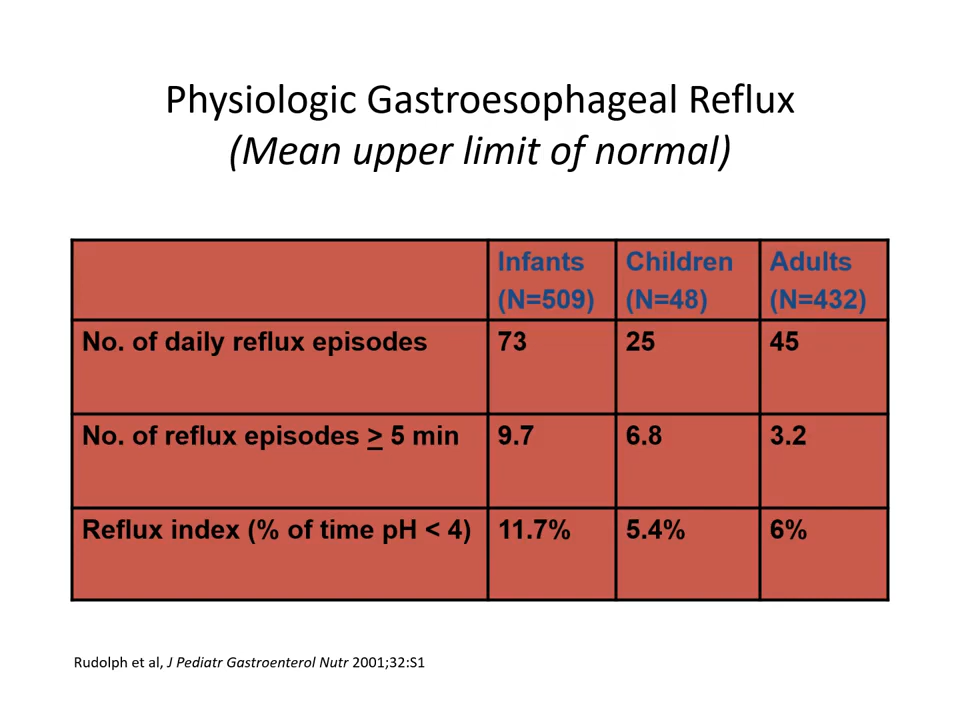 Physiologic Gastroesophageal Reflux
(Mean upper limit of normal)
Infants (N=509) Children (N=48) Adults (N=432)
No. of daily reflux episodes 73 25 45
No. of reflux episodes ≥ 5 min 9.7 6.8 3.2
Reflux index (% of time pH < 4) 11.7% 5.4% 6%
Rudolph et al, J Pediatr Gastroenterol Nutr 2001;32:S1